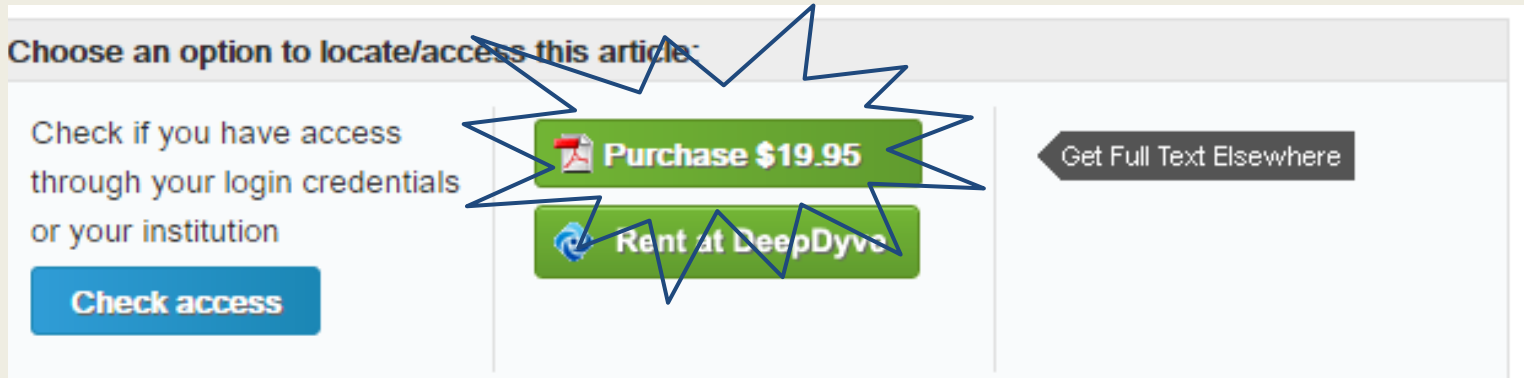 Choose an option to locate/access this article:
Check if you have access
through your login credentials
or your institution
Check access
Purchase $19.95
Rent at DeepDyve
Get Full Text Elsewhere